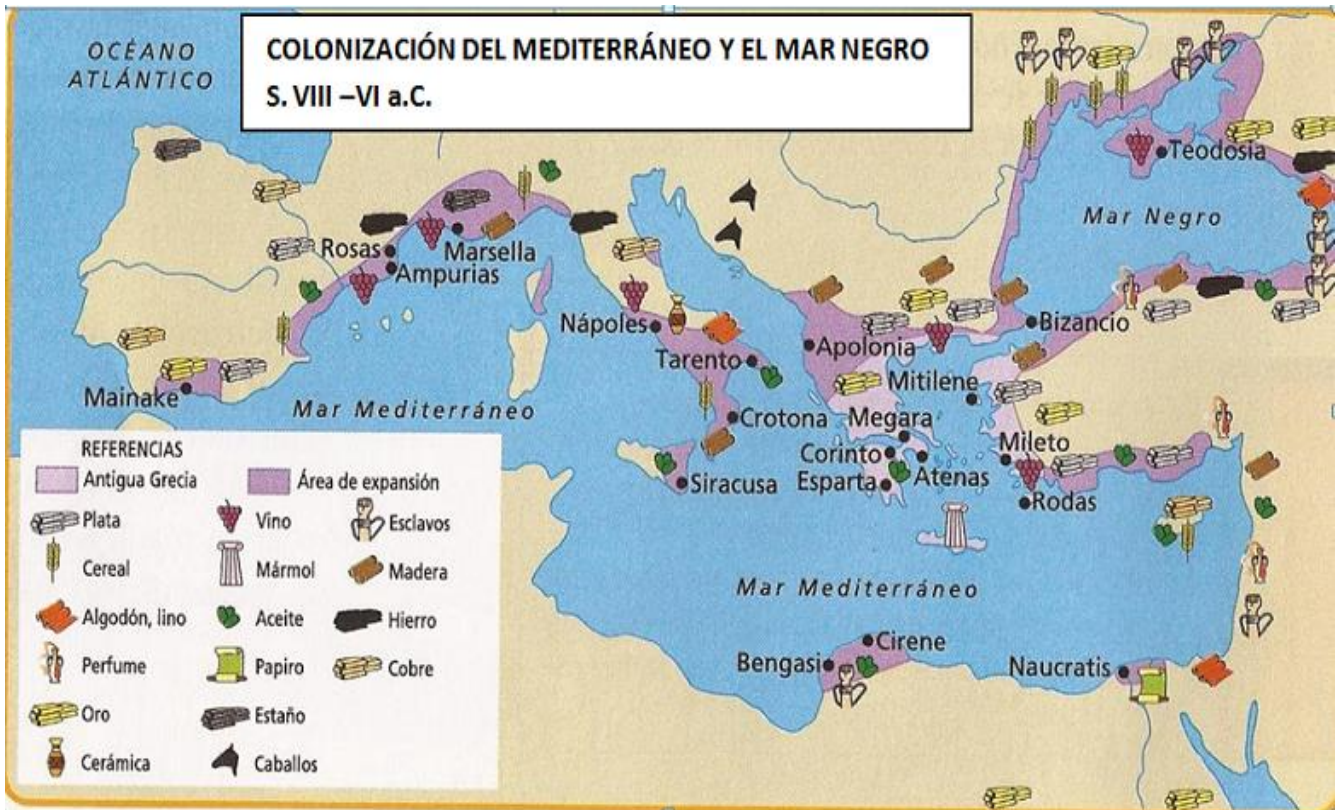 OCÉANO
ATLÁNTICO
COLONIZACIÓN DEL MEDITERRÁNEO Y EL MAR NEGRO
S. VIII –VI a.C.
Teodosia
Mar Negro
Rosas
Marsella
Ampurias
Nápoles
Bizancio
Tarento
Apolonia
Mitilene
Mainake
Mar Mediterráneo
Crotona
Megara
Corinto
Mileto
Siracusa
Esparta
Atenas
Rodas
Mar Mediterráneo
Cirene
Bengasi
Naucratis
REFERENCIAS
Antigua Grecia
Área de expansión
Plata
Vino
Esclavos
Cereal
Mármol
Madera
Algodón, lino
Aceite
Hierro
Perfume
Papiro
Cobre
Oro
Estaño
Cerámica
Caballos